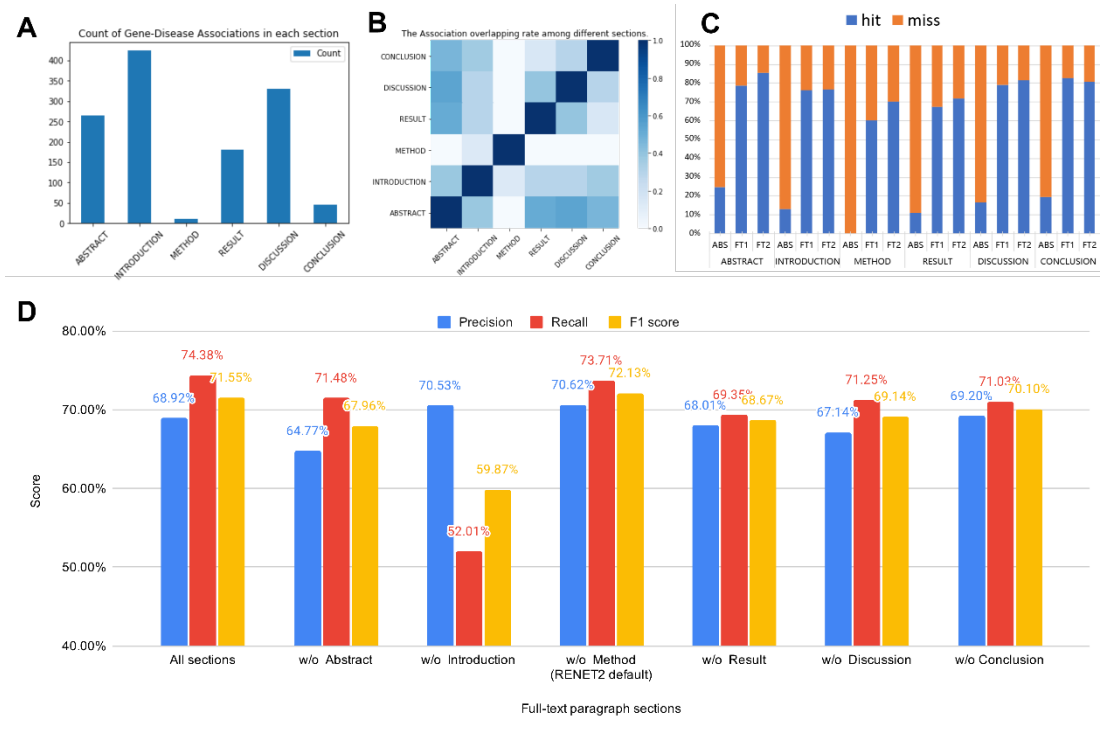 A
Count of Gene-Disease Associations in each section
Count
400
350
300
250
200
150
100
50
0
ABSTRACT
INTRODUCTION
METHOD
RESULT
DISCUSSION
CONCLUSION
B
The Association overlapping rate among different sections.
CONCLUSION
DISCUSSION
RESULT
METHOD
INTRODUCTION
ABSTRACT
ABSTRACT
INTRODUCTION
METHOD
RESULT
DISCUSSION
CONCLUSION
1.0
0.8
0.6
0.4
0.2
0.0
C
hit miss
100%
90%
80%
70%
60%
50%
40%
30%
20%
10%
0%
ABS FT1 FT2 ABS FT1 FT2 ABS FT1 FT2 ABS FT1 FT2 ABS FT1 FT2 ABS FT1 FT2
ABSTRACT INTRODUCTION METHOD RESULT DISCUSSION CONCLUSION
D
Precision Recall F1 score
Score
80.00%
70.00%
60.00%
50.00%
40.00%
68.92% 74.38% 71.55%
64.77% 71.48% 67.96%
70.53% 52.01% 59.87%
70.62% 73.71% 72.13%
68.01% 69.35% 68.67%
67.14% 71.25% 69.14%
69.20% 71.03% 70.10%
All sections
w/o Abstract
w/o Introduction
w/o Method
(RENET2 default)
w/o Result
w/o Discussion
w/o Conclusion
Full-text paragraph sections